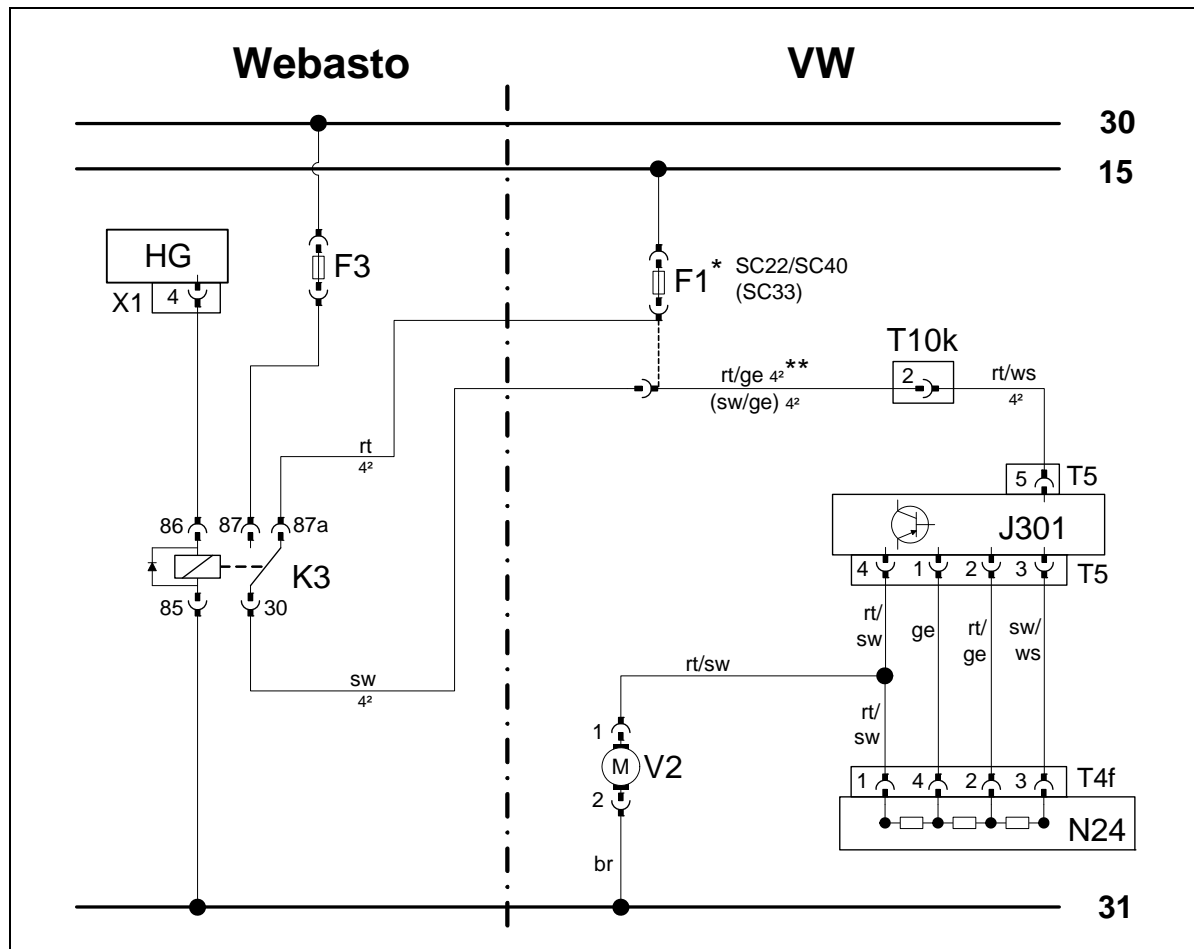 Webasto VW
30
15
HG
F3
F1* SC22/SC40
(SC33)
X1 4
T10k
2
rt/ge 4²**
(sw/ge) 4²
rt/ws
4²
rt
4²
5 T5
J301
86 87 87a
K3
4 1 2 3 T5
85 30
rt/
sw
ge
rt/
ge
sw/
ws
rt/sw
sw
4²
rt/
sw
1
M V2
2
1 4 2 3 T4f
N24
br
31